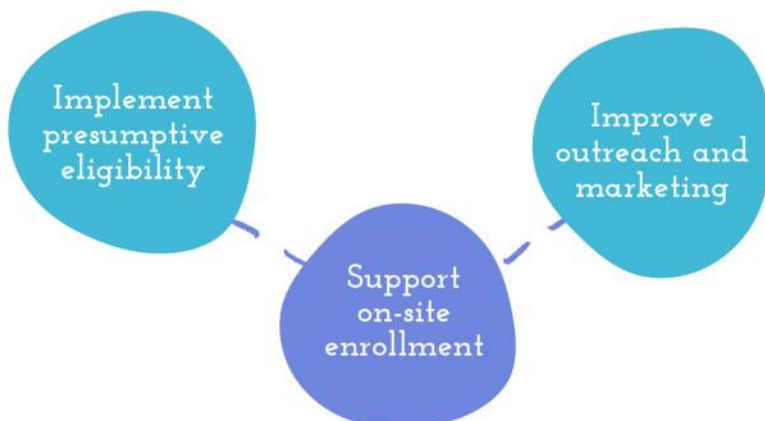 Implement
presumptive
eligibility
Improve
outreach and
marketing
Support
on-site
enrollment